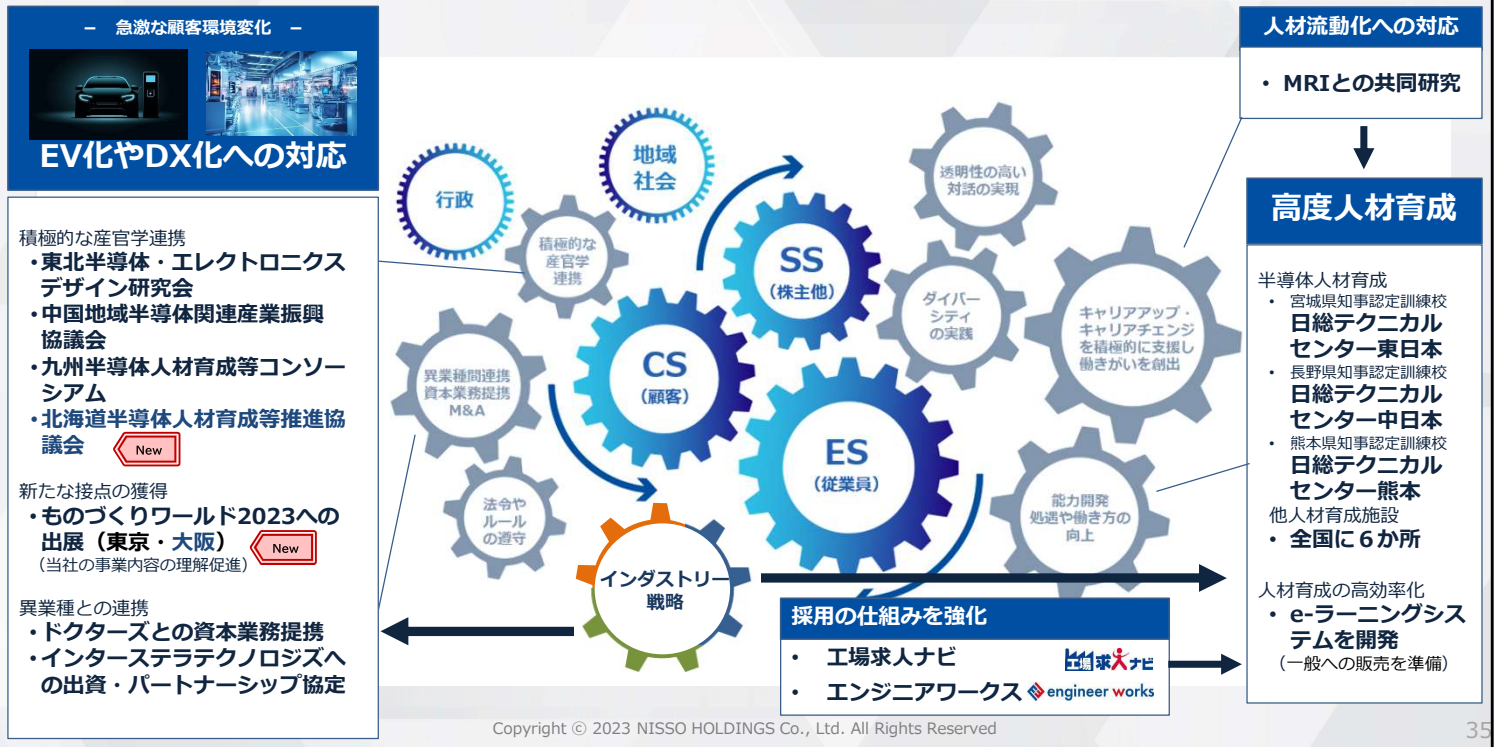 － 急激な顧客環境変化 －
EV化やDX化への対応
積極的な産官学連携
・東北半導体・エレクトロニクス
デザイン研究会
・中国地域半導体関連産業振興
協議会
・九州半導体人材育成等コンソー
シアム
・北海道半導体人材育成等推進協
議会
New
新たな接点の獲得
・ものづくりワールド2023への
出展（東京・大阪）
New
（当社の事業内容の理解促進）
異業種との連携
・ドクターズとの資本業務提携
・インターステラテクノロジズへ
の出資・パートナーシップ協定
行政
地域
社会
積極的な
産官学
連携
SS
（株主他）
透明性の高い
対話の実現
ダイバー
シティ
の実践
キャリアアップ・
キャリアチェンジ
を積極的に支援し
働きがいを創出
CS
（顧客）
異業種間連携
資本業務提携
M&A
ES
（従業員）
法令や
ルール
の遵守
能力開発
処遇や働き方の
向上
インダストリー
戦略
採用の仕組みを強化
• 工場求人ナビ
工場求人ナビ
• エンジニアワークス
engineer works
人材流動化への対応
• MRIとの共同研究
高度人材育成
半導体人材育成
• 宮城県知事認定訓練校
日総テクニカル
センター東日本
• 長野県知事認定訓練校
日総テクニカル
センター中日本
• 熊本県知事認定訓練校
日総テクニカル
センター熊本
他人材育成施設
• 全国に６か所
人材育成の高効率化
• e-ラーニングシス
テムを開発
（一般への販売を準備）
Copyright © 2023 NISSO HOLDINGS Co., Ltd. All Rights Reserved
35